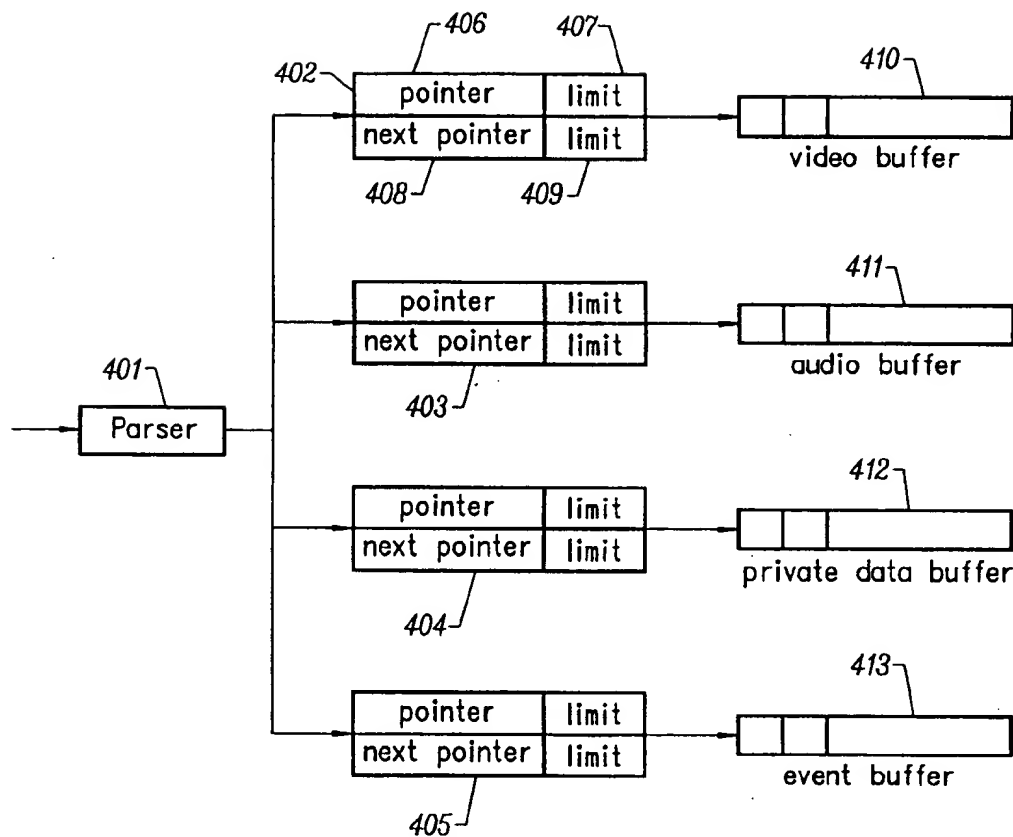 406
407
402
410
pointer limit
next pointer limit
video buffer
408
409
411
pointer limit
next pointer limit
audio buffer
401
403
Parser
412
pointer limit
next pointer limit
private data buffer
404
413
pointer limit
next pointer limit
event buffer
405